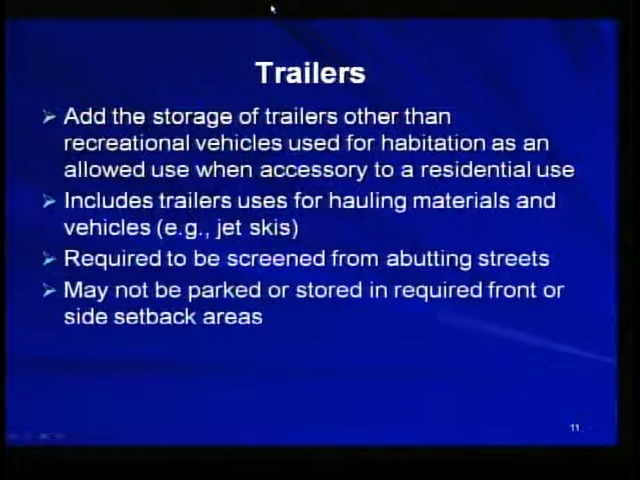 Trailers
Add the storage of trailers other than
recreational vehicles used for habitation as an
allowed use when accessory to a residential use
Includes trailers uses for hauling materials and
vehicles (e.g., jet skis)
Required to be screened from abutting streets
May not be parked or stored in required front or
side setback areas
11